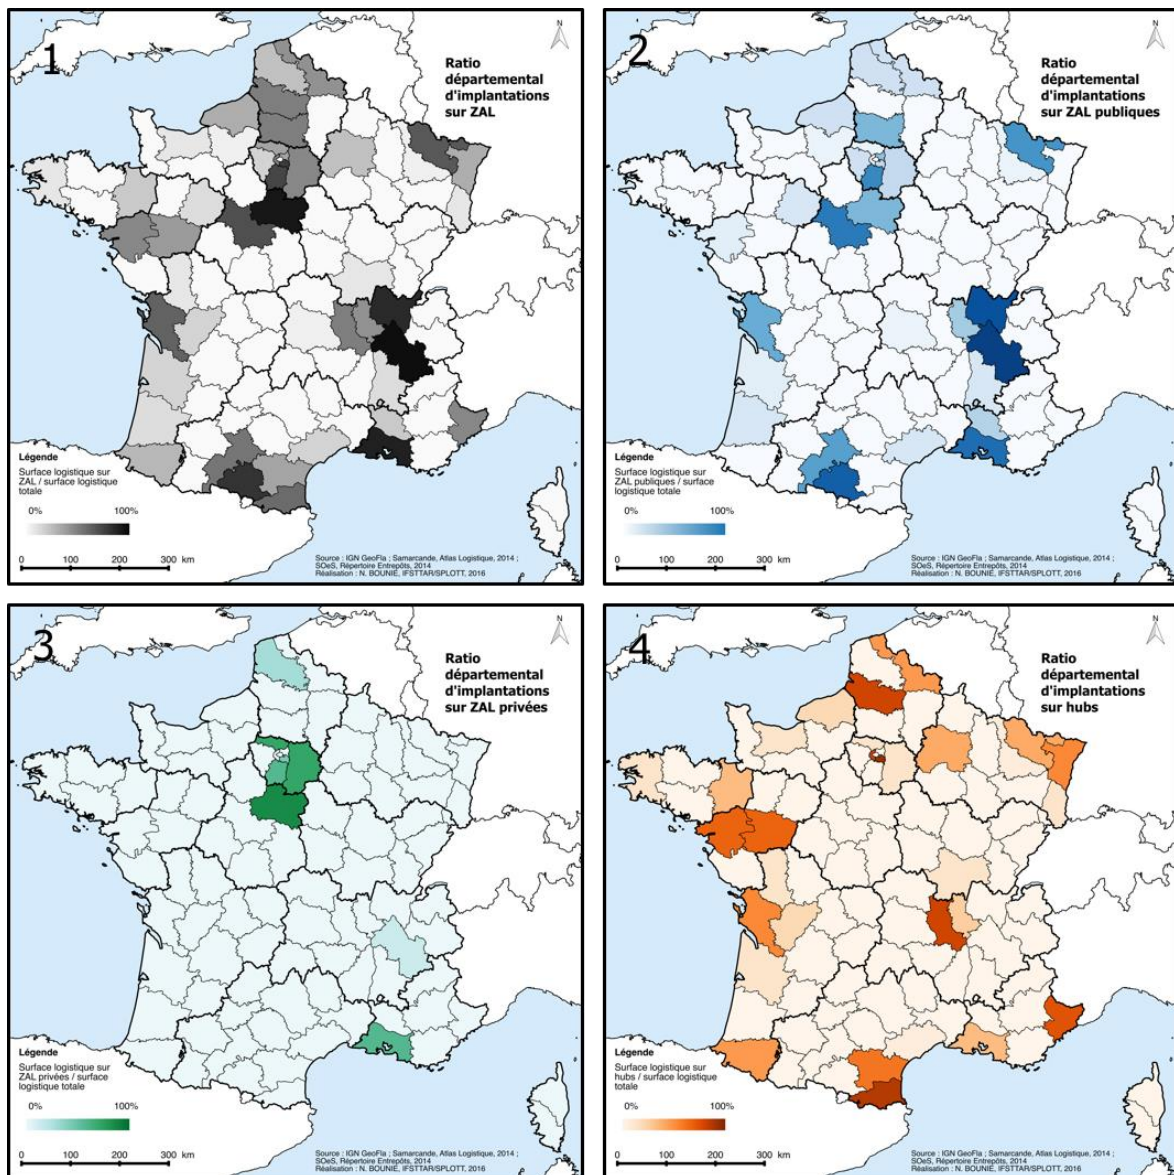 1
N
Ratio
départemental
d'implantations
sur ZAL
Légende
Surface logistique sur
ZAL / surface logistique
totale
0% 100%
0 100 200 300 km
Source : IGN GeoFla ; Samarcande, Atlas Logistique, 2014 ;
SOeS, Répertoire Entrepôts, 2014
Réalisation : N. BOUNIE, IFSTTAR/SPLOTT, 2016
2
N
Ratio
départemental
d'implantations
sur ZAL publiques
Légende
Surface logistique sur
ZAL publiques / surface
logistique totale
0% 100%
0 100 200 300 km
Source : IGN GeoFla ; Samarcande, Atlas Logistique, 2014 ;
SOeS, Répertoire Entrepôts, 2014
Réalisation : N. BOUNIE, IFSTTAR/SPLOTT, 2016
3
N
Ratio
départemental
d'implantations
sur ZAL privées
Légende
Surface logistique sur
ZAL privées / surface
logistique totale
0% 100%
0 100 200 300 km
Source : IGN GeoFla ; Samarcande, Atlas Logistique, 2014 ;
SOeS, Répertoire Entrepôts, 2014
Réalisation : N. BOUNIE, IFSTTAR/SPLOTT, 2016
4
N
Ratio
départemental
d'implantations
sur hubs
Légende
Surface logistique sur
hubs / surface logistique
totale
0% 100%
0 100 200 300 km
Source : IGN GeoFla ; Samarcande, Atlas Logistique, 2014 ;
SOeS, Répertoire Entrepôts, 2014
Réalisation : N. BOUNIE, IFSTTAR/SPLOTT, 2016